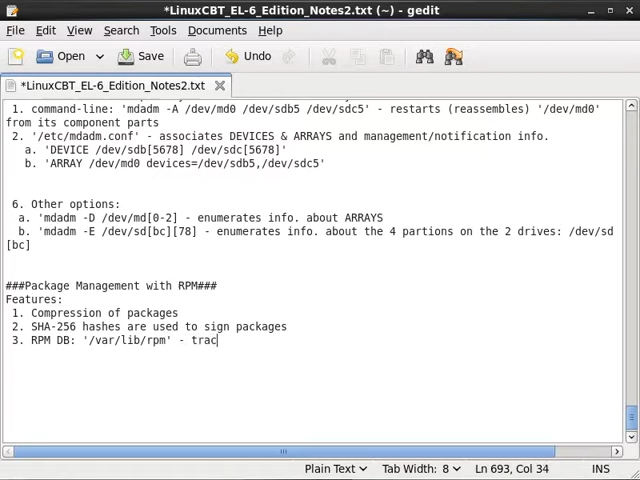 *LinuxCBT_EL-6_Edition_Notes2.txt (~) - gedit
File Edit View Search Tools Documents Help
Open Save Undo
*LinuxCBT_EL-6_Edition_Notes2.txt
1. command-line: 'mdadm -A /dev/md0 /dev/sdb5 /dev/sdc5' - restarts (reassembles) '/dev/md0'
from its component parts
2. '/etc/mdadm.conf' - associates DEVICES & ARRAYS and management/notification info.
a. 'DEVICE /dev/sdb[5678] /dev/sdc[5678]'
b. 'ARRAY /dev/md0 devices=/dev/sdb5,/dev/sdc5'
6. Other options:
a. 'mdadm -D /dev/md[0-2] - enumerates info. about ARRAYS
b. 'mdadm -E /dev/sd[bc][78] - enumerates info. about the 4 partions on the 2 drives: /dev/sd
[bc]
###Package Management with RPM###
Features:
1. Compression of packages
2. SHA-256 hashes are used to sign packages
3. RPM DB: '/var/lib/rpm' - trac
Plain Text Tab Width: 8 Ln 693, Col 34 INS